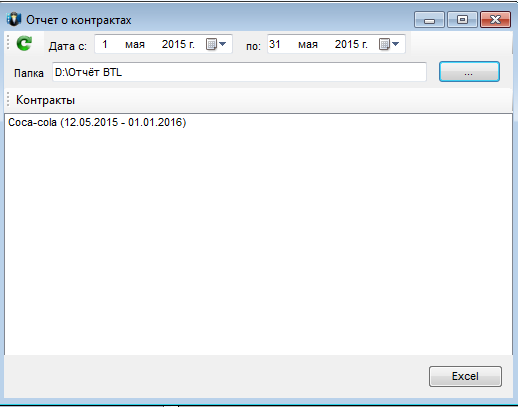 Отчет о контрактах
Дата с: 1 мая 2015 г. по: 31 мая 2015 г.
Папка D:\Отчёт BTL ...
Контракты
Coca-cola (12.05.2015 - 01.01.2016)
Excel